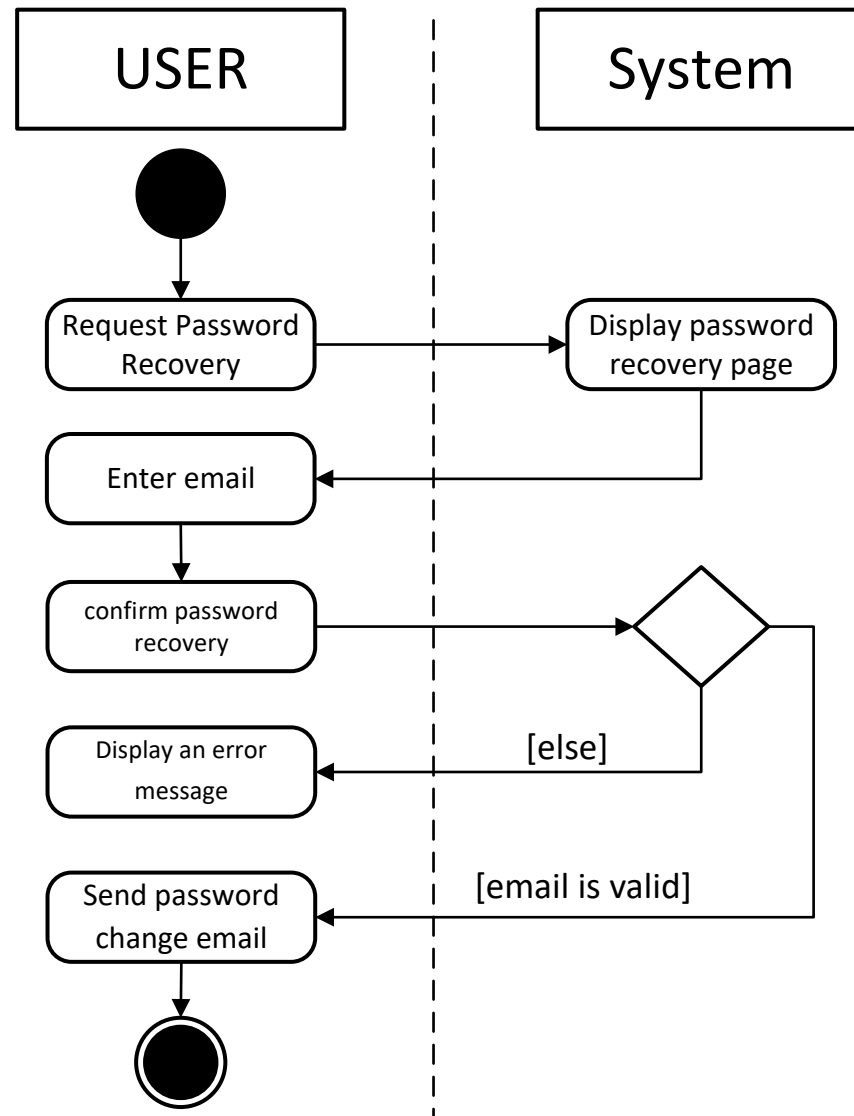 USER
System
Request Password
Recovery
Display password
recovery page
Enter email
confirm password
recovery
Display an error
message
[else]
Send password
change email
[email is valid]